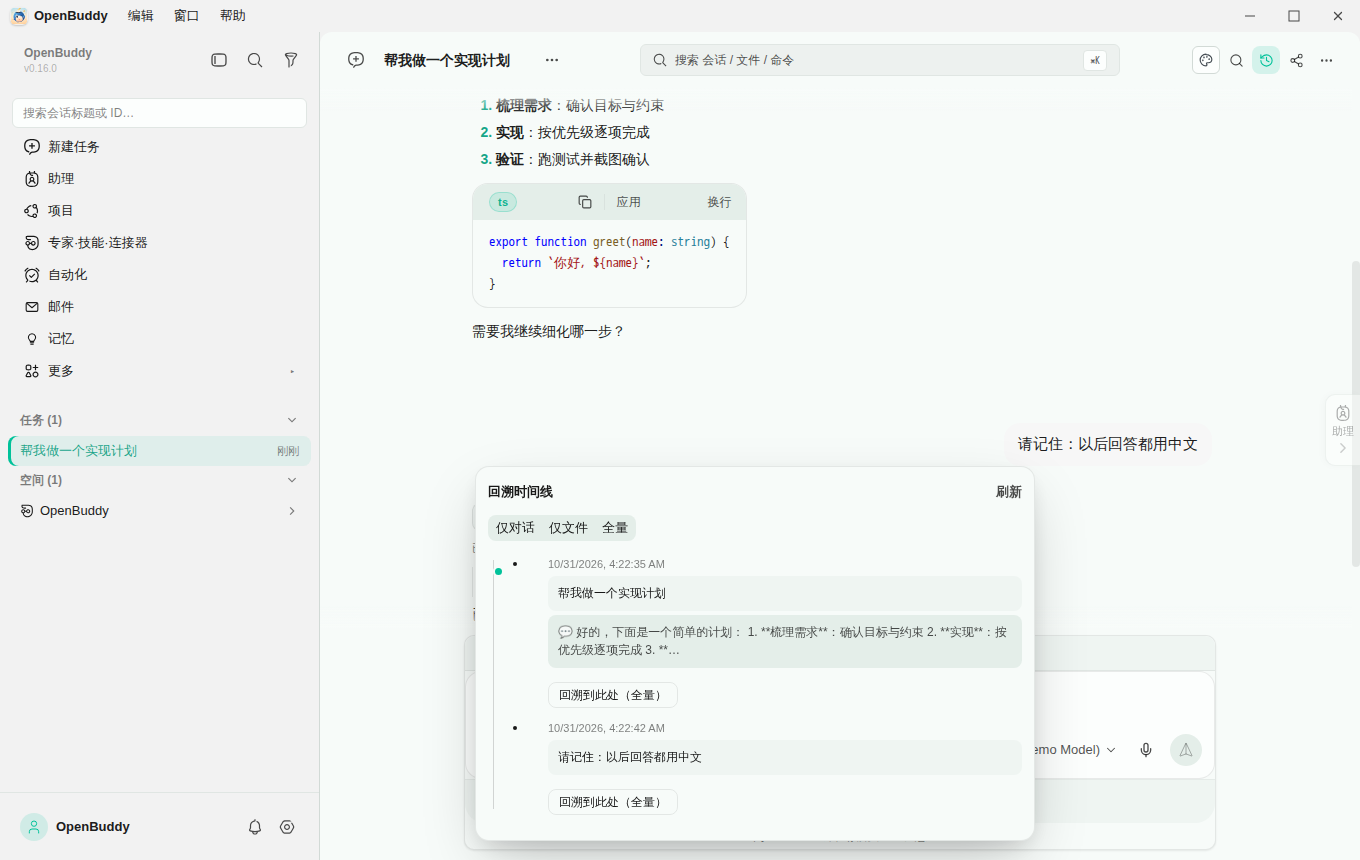 OpenBuddy 编辑 窗口 帮助
OpenBuddy
v0.16.0
搜索会话标题或 ID…
新建任务
助理
项目
专家·技能·连接器
自动化
邮件
记忆
更多
任务 (1)
帮我做一个实现计划 刚刚
空间 (1)
OpenBuddy
OpenBuddy
帮我做一个实现计划
搜索 会话 / 文件 / 命令 ⌘K
1. 梳理需求：确认目标与约束
2. 实现：按优先级逐项完成
3. 验证：跑测试并截图确认
ts 应用 换行
export function greet(name: string) {
return `你好, ${name}`;
}
需要我继续细化哪一步？
助理
请记住：以后回答都用中文
回溯时间线 刷新
仅对话 仅文件 全量
10/31/2026, 4:22:35 AM
帮我做一个实现计划
💬 好的，下面是一个简单的计划： 1. **梳理需求**：确认目标与约束 2. **实现**：按
优先级逐项完成 3. **…
回溯到此处（全量）
10/31/2026, 4:22:42 AM
请记住：以后回答都用中文
回溯到此处（全量）
emo Model)